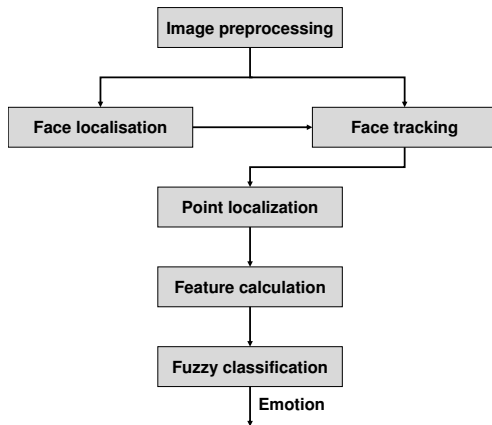 Image preprocessing
Face localisation
Face tracking
Point localization
Feature calculation
Fuzzy classification
Emotion